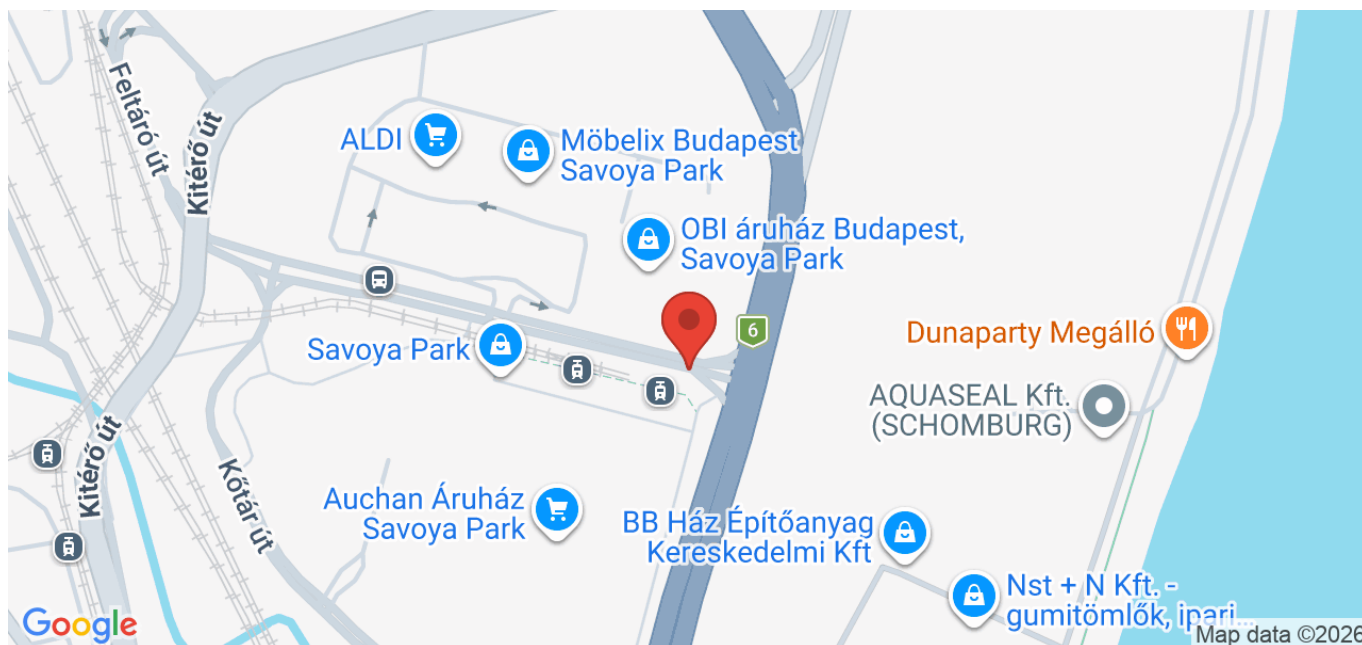 Feltáró út
Kitérő út
ALDI
Möbelix Budapest
Savoya Park
OBI áruház Budapest,
Savoya Park
6
Savoya Park
Dunaparty Megálló
AQUASEAL Kft.
(SCHOMBURG)
Kitérő út
Kőtár út
Auchan Áruház
Savoya Park
BB Ház Építőanyag
Kereskedelmi Kft
Nst + N Kft. -
gumitömlők, ipari...
Google
Map data ©2026